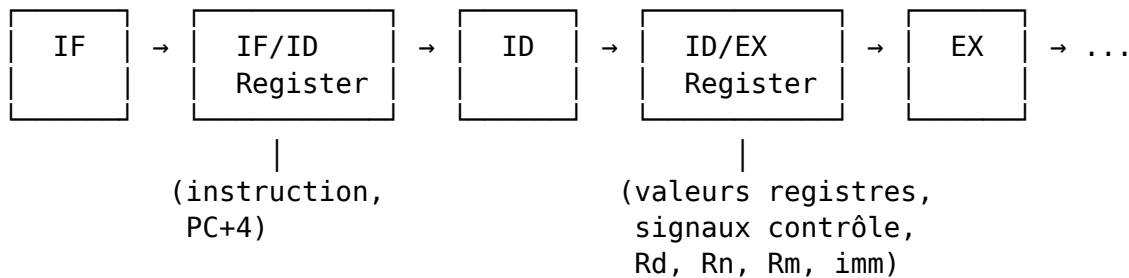 IF → IF/ID → ID → ID/EX → EX → ...
Register Register
(instruction, (valeurs registres,
PC+4) signaux contrôle,
Rd, Rn, Rm, imm)